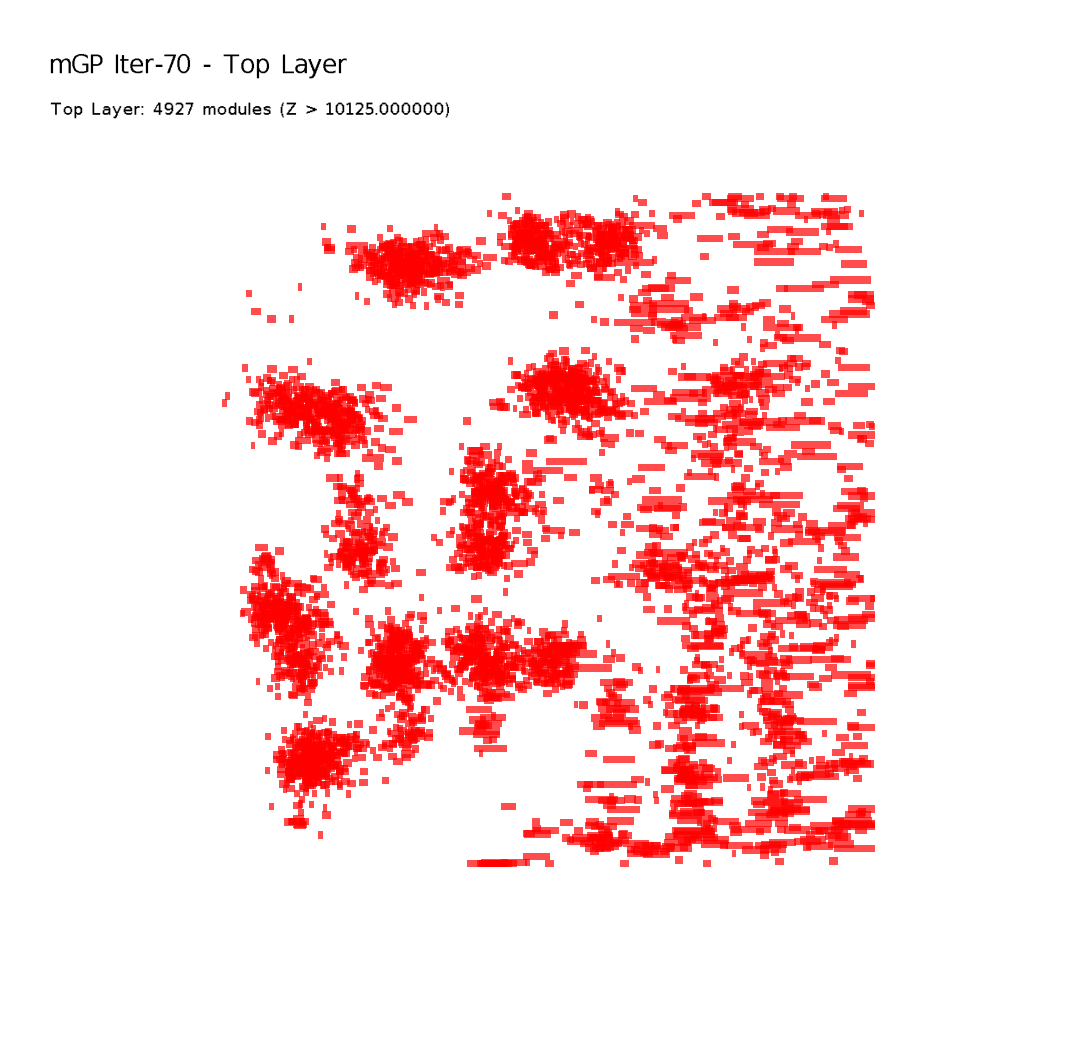 mGP Iter-70 - Top Layer
Top Layer: 4927 modules (Z > 10125.000000)